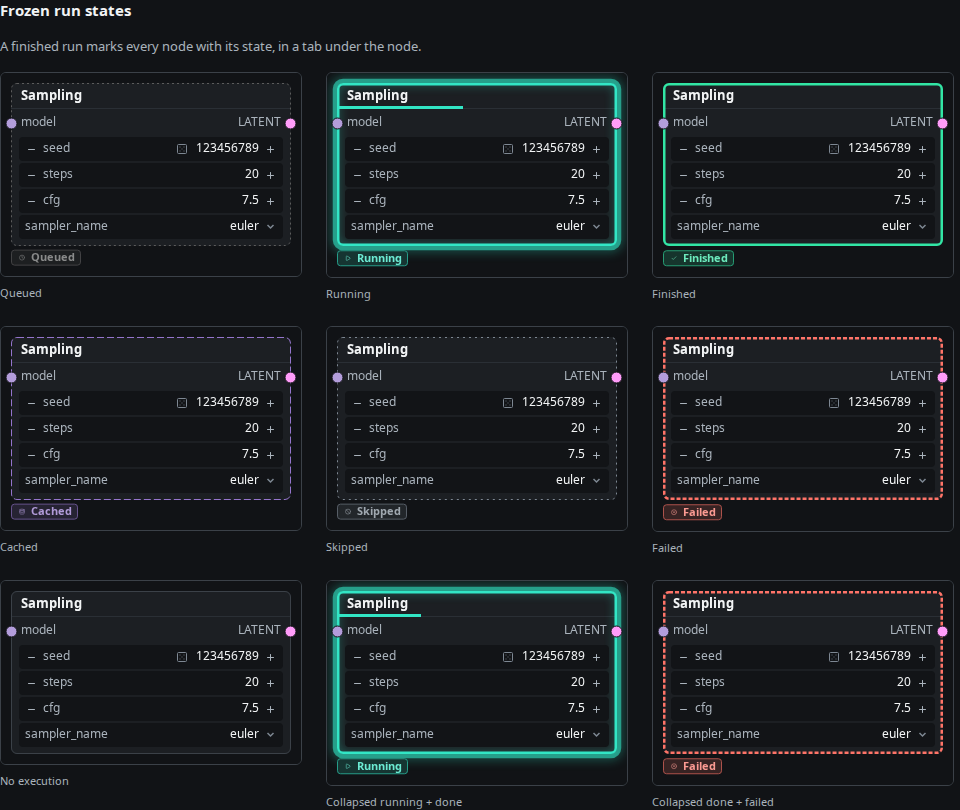 Frozen run states
A finished run marks every node with its state, in a tab under the node.
Sampling
model LATENT
– seed 123456789 +
– steps 20 +
– cfg 7.5 +
sampler_name euler
Queued
Queued
Sampling
model LATENT
– seed 123456789 +
– steps 20 +
– cfg 7.5 +
sampler_name euler
Running
Running
Sampling
model LATENT
– seed 123456789 +
– steps 20 +
– cfg 7.5 +
sampler_name euler
Finished
Finished
Sampling
model LATENT
– seed 123456789 +
– steps 20 +
– cfg 7.5 +
sampler_name euler
Cached
Cached
Sampling
model LATENT
– seed 123456789 +
– steps 20 +
– cfg 7.5 +
sampler_name euler
Skipped
Skipped
Sampling
model LATENT
– seed 123456789 +
– steps 20 +
– cfg 7.5 +
sampler_name euler
Failed
Failed
Sampling
model LATENT
– seed 123456789 +
– steps 20 +
– cfg 7.5 +
sampler_name euler
No execution
Sampling
model LATENT
– seed 123456789 +
– steps 20 +
– cfg 7.5 +
sampler_name euler
Running
Collapsed running + done
Sampling
model LATENT
– seed 123456789 +
– steps 20 +
– cfg 7.5 +
sampler_name euler
Failed
Collapsed done + failed